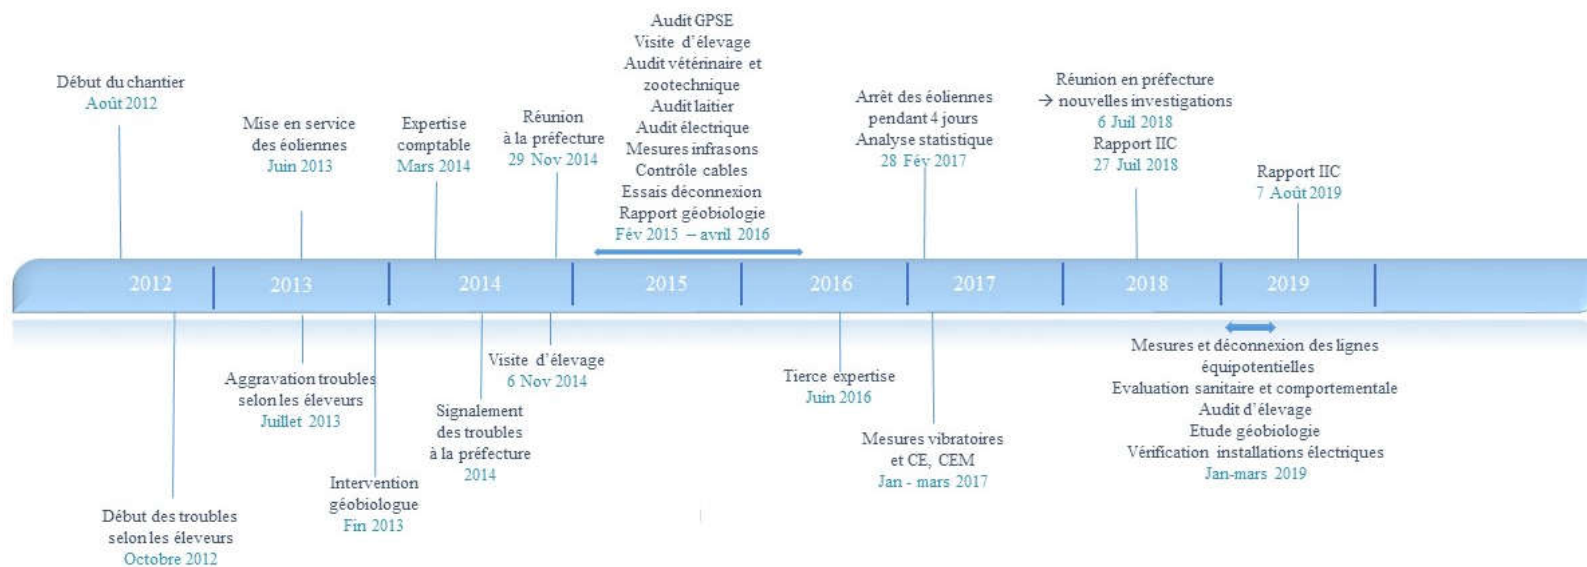 Début du chantier
Août 2012
Mise en service
des éoliennes
Juin 2013
Expertise
comptable
Mars 2014
Réunion
à la préfecture
29 Nov 2014
Audit GPSE
Visite d'élevage
Audit vétérinaire et
zootechnique
Audit laitier
Audit électrique
Mesures infrasons
Contrôle cables
Essais déconnexion
Rapport géobiologie
Fév 2015 – avril 2016
Arrêt des éoliennes
pendant 4 jours
Analyse statistique
28 Fév 2017
Réunion en préfecture
→ nouvelles investigations
6 Juil 2018
Rapport IIC
27 Juil 2018
Rapport IIC
7 Août 2019
2012
2013
2014
2015
2016
2017
2018
2019
Début des troubles
selon les éleveurs
Octobre 2012
Aggravation troubles
selon les éleveurs
Juillet 2013
Intervention
géobiologue
Fin 2013
Signalement
des troubles
à la préfecture
2014
Visite d'élevage
6 Nov 2014
Tierce expertise
Juin 2016
Mesures vibratoires
et CE, CEM
Jan - mars 2017
Mesures et déconnexion des lignes
équipotentielles
Evaluation sanitaire et comportementale
Audit d'élevage
Etude géobiologie
Vérification installations électriques
Jan-mars 2019